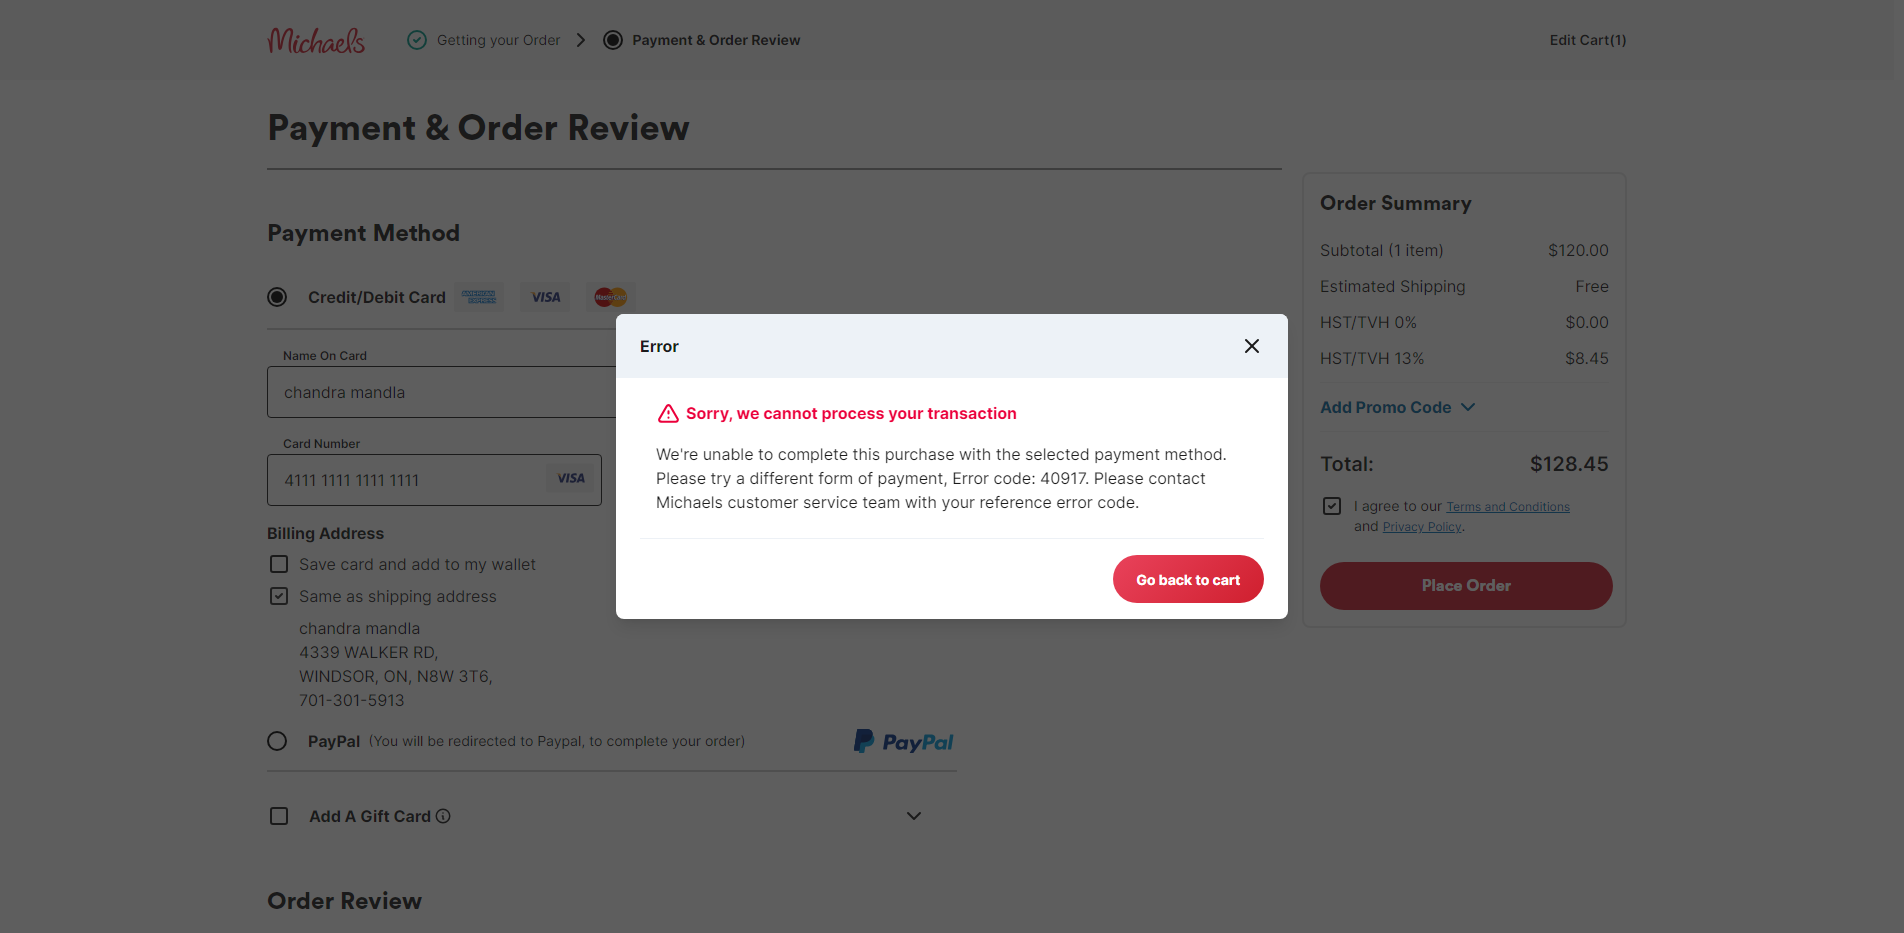 Michaels
Getting your Order
Payment & Order Review
Edit Cart(1)
Payment & Order Review
Payment Method
Credit/Debit Card
AMERICAN EXPRESS
VISA
MasterCard
Name On Card
chandra mandla
Card Number
4111 1111 1111 1111
VISA
Billing Address
Save card and add to my wallet
Same as shipping address
chandra mandla
4339 WALKER RD,
WINDSOR, ON, N8W 3T6,
701-301-5913
PayPal (You will be redirected to Paypal, to complete your order)
PayPal
Add A Gift Card
Order Review
Error
Sorry, we cannot process your transaction
We're unable to complete this purchase with the selected payment method.
Please try a different form of payment, Error code: 40917. Please contact
Michaels customer service team with your reference error code.
Go back to cart
Order Summary
Subtotal (1 item) $120.00
Estimated Shipping Free
HST/TVH 0% $0.00
HST/TVH 13% $8.45
Add Promo Code
Total: $128.45
I agree to our Terms and Conditions
and Privacy Policy.
Place Order